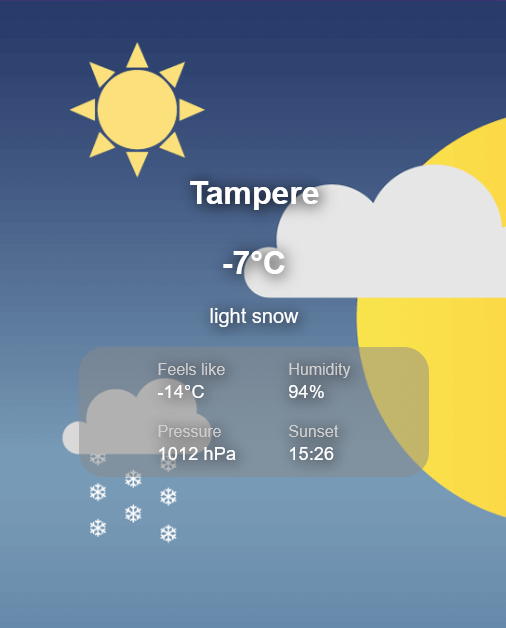 Tampere
-7°C
light snow
Feels like Humidity
-14°C 94%
Pressure Sunset
1012 hPa 15:26